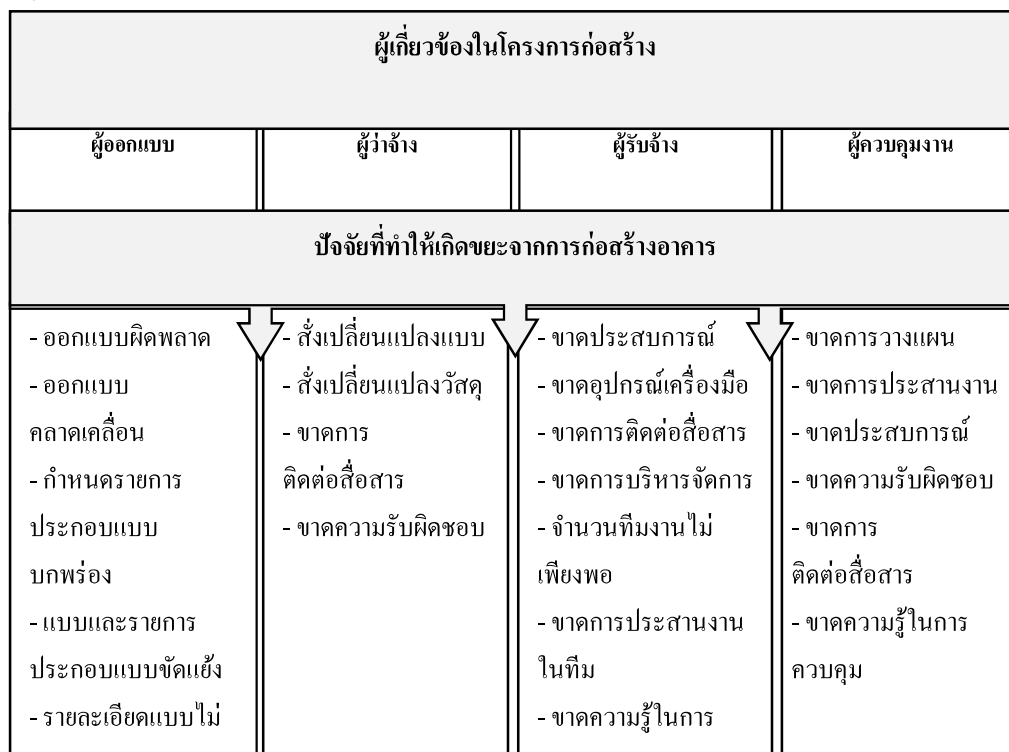 ผู้เกี่ยวข้องในโครงการก่อสร้าง
ผู้ออกแบบ
ผู้ว่าจ้าง
ผู้รับจ้าง
ผู้ควบคุมงาน
ปัจจัยที่ทำให้เกิดขยะจากการก่อสร้างอาคาร
- ออกแบบผิดพลาด
- ออกแบบ
คลาดเคลื่อน
- กำหนดรายการ
ประกอบแบบ
บกพร่อง
- แบบและรายการ
ประกอบแบบขัดแย้ง
- รายละเอียดแบบไม่
- สั่งเปลี่ยนแปลงแบบ
- สั่งเปลี่ยนแปลงวัสดุ
- ขาดการ
ติดต่อสื่อสาร
- ขาดความรับผิดชอบ
- ขาดประสบการณ์
- ขาดอุปกรณ์เครื่องมือ
- ขาดการติดต่อสื่อสาร
- ขาดการบริหารจัดการ
- จำนวนทีมงานไม่
เพียงพอ
- ขาดการประสานงาน
ในทีม
- ขาดความรู้ในการ
- ขาดการวางแผน
- ขาดการประสานงาน
- ขาดประสบการณ์
- ขาดความรับผิดชอบ
- ขาดการ
ติดต่อสื่อสาร
- ขาดความรู้ในการ
ควบคุม